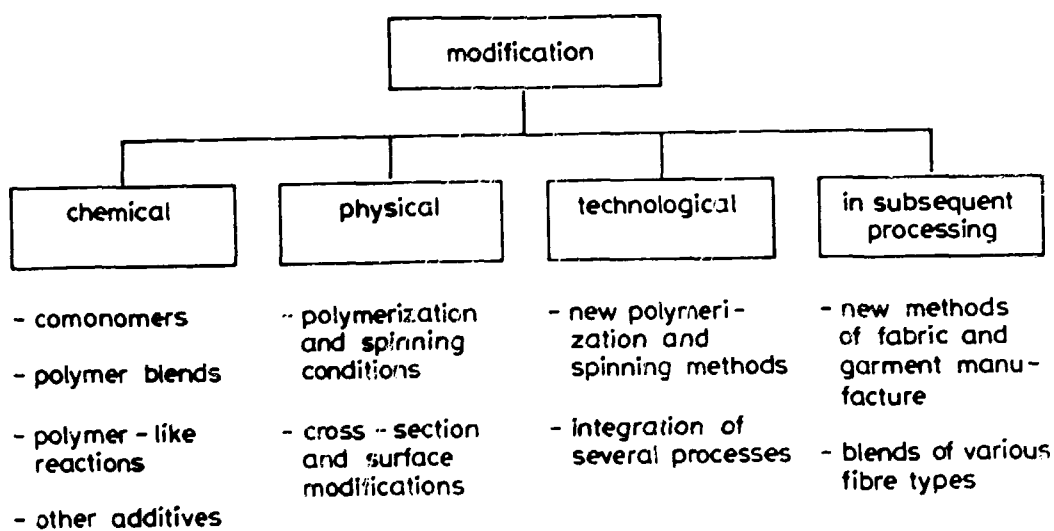 modification
chemical
physical
technological
in subsequent
processing
- comonomers
- polymer blends
- polymer-like
reactions
- other additives
- polymerization
and spinning
conditions
- cross-section
and surface
modifications
- new polymeri-
zation and
spinning methods
- integration of
several processes
- new methods
of fabric and
garment manu-
facture
- blends of various
fibre types